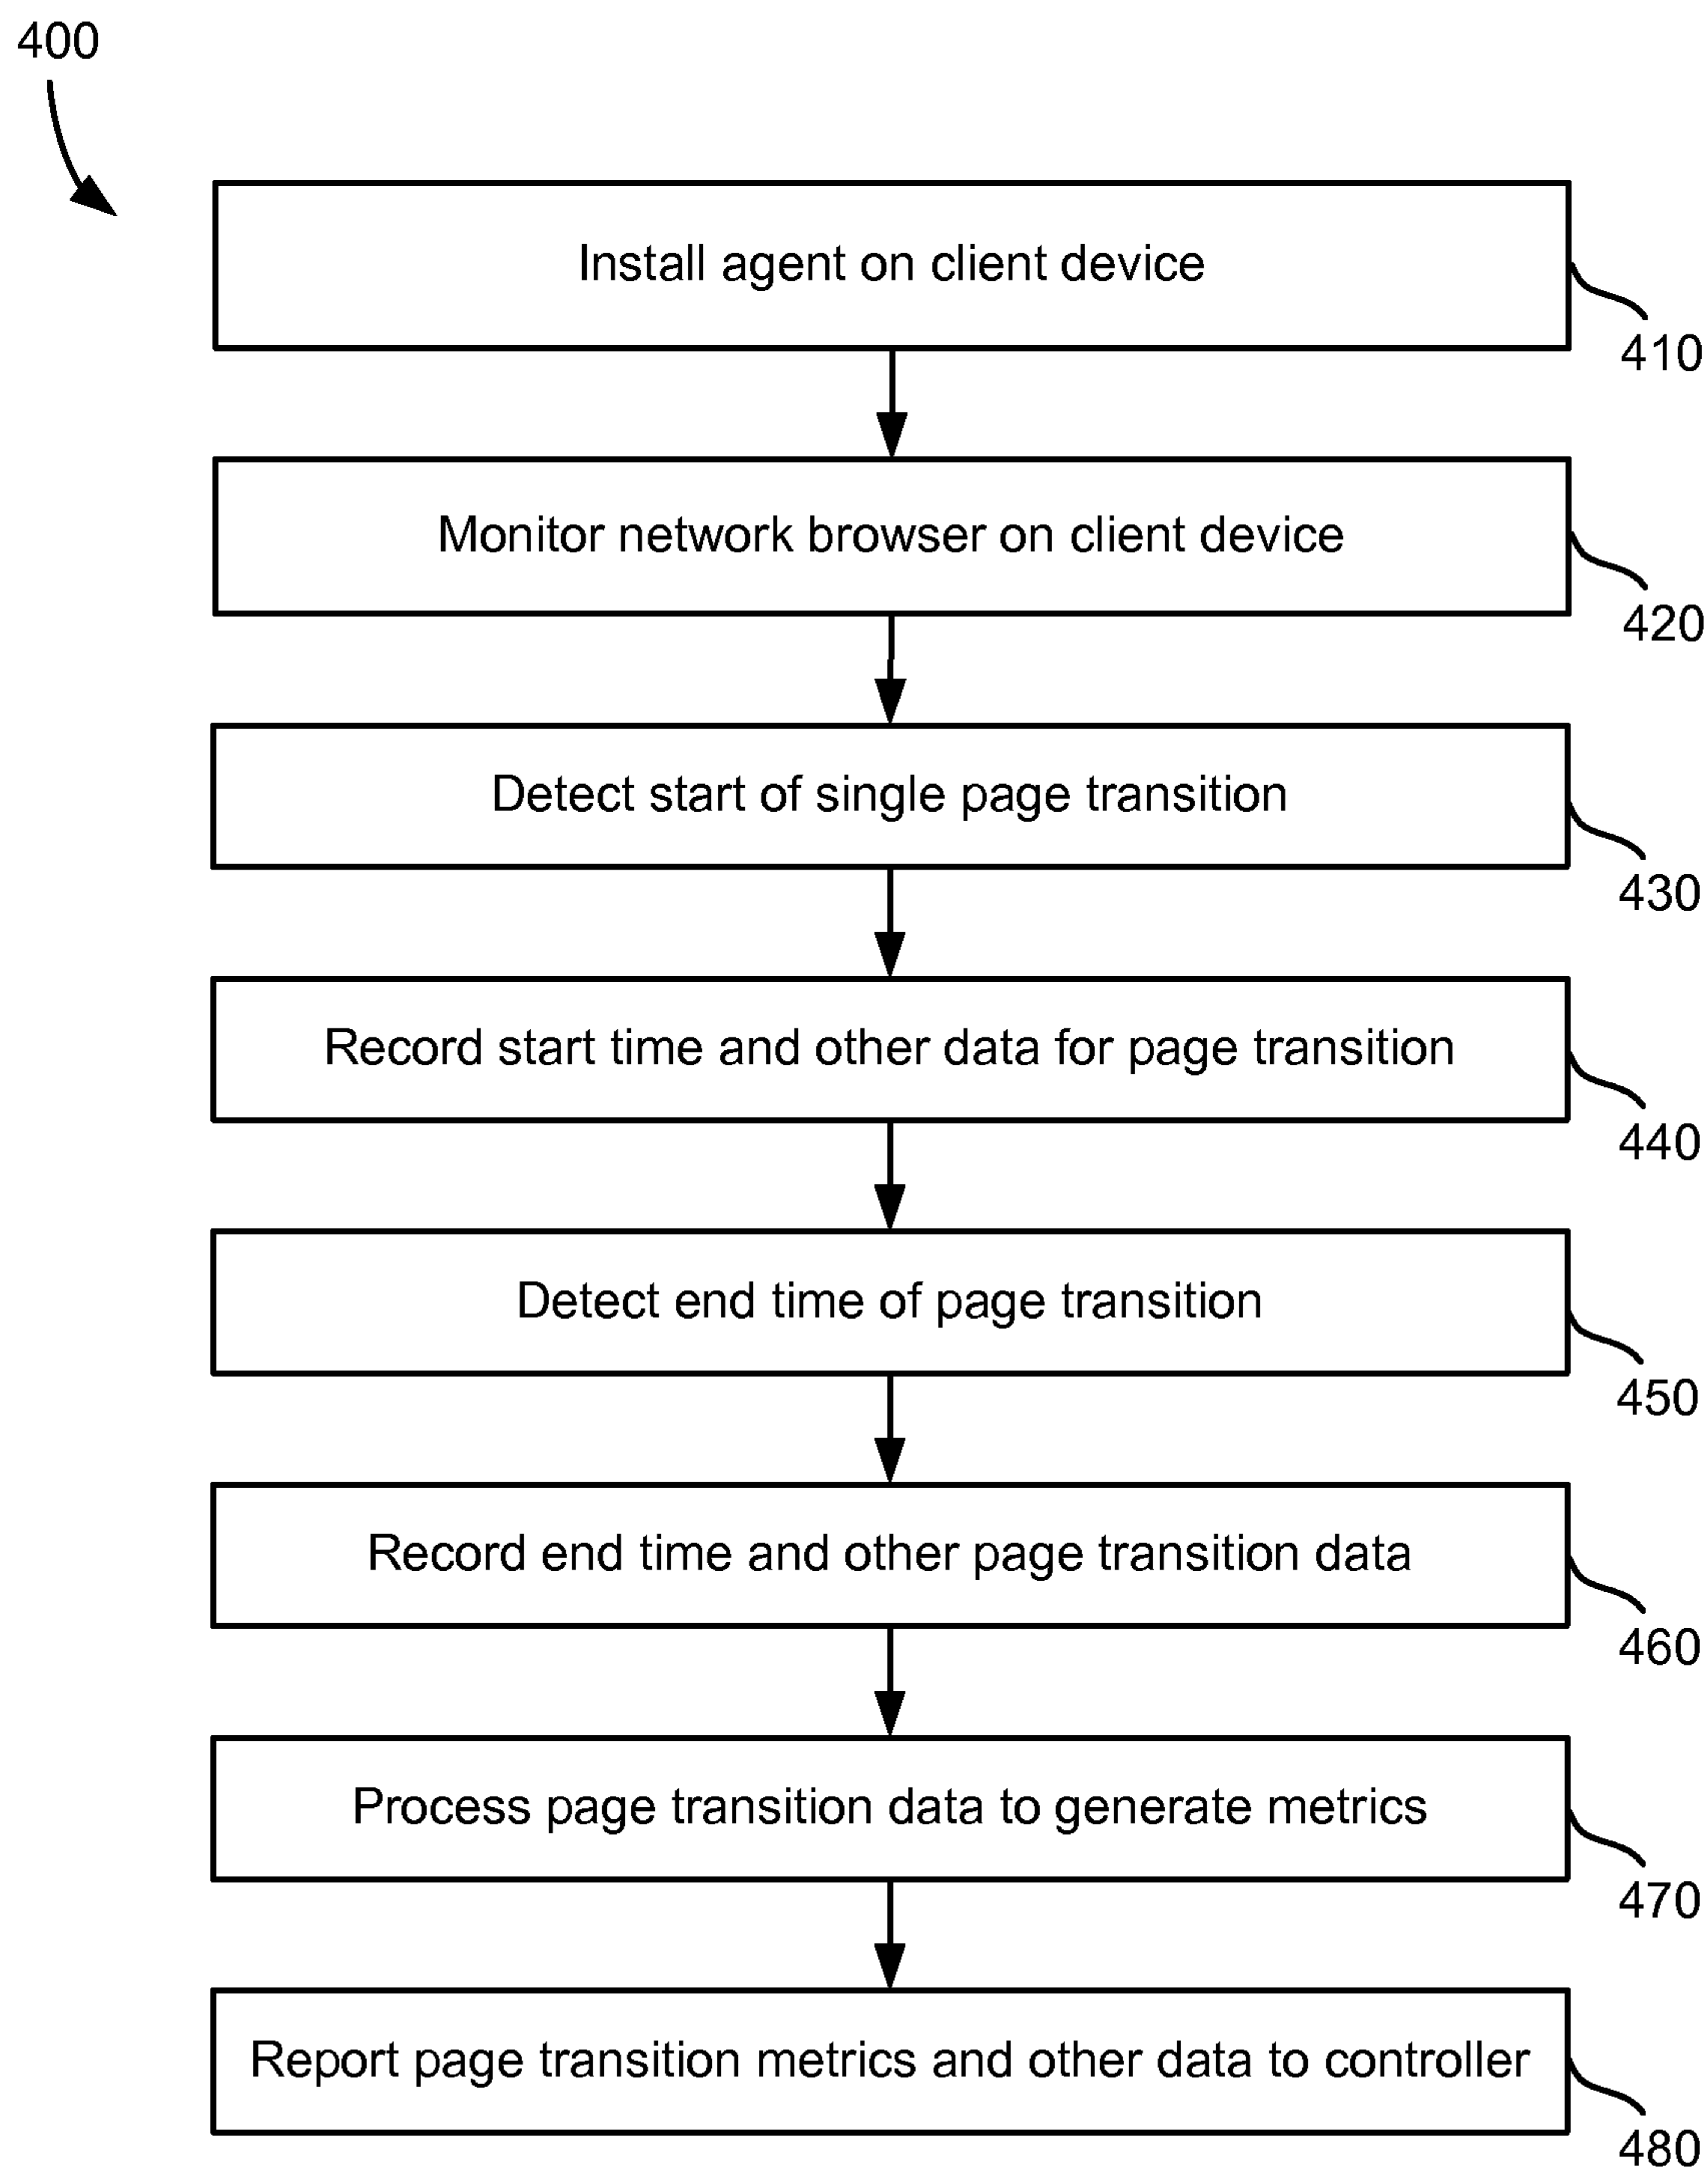 400
Install agent on client device
410
Monitor network browser on client device
420
Detect start of single page transition
430
Record start time and other data for page transition
440
Detect end time of page transition
450
Record end time and other page transition data
460
Process page transition data to generate metrics
470
Report page transition metrics and other data to controller
480